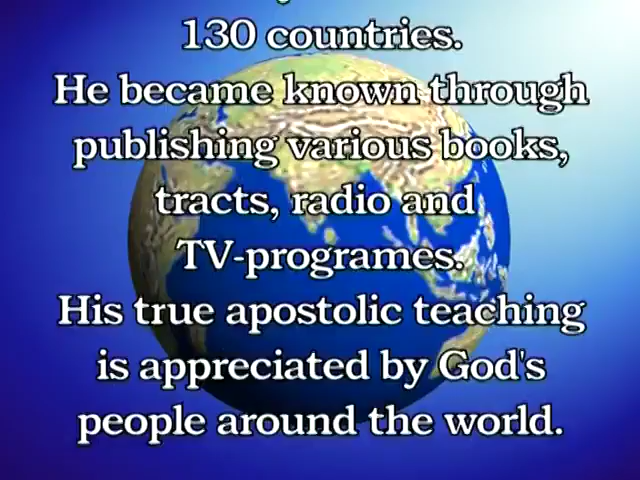 130 countries.
He became known through
publishing various books,
tracts, radio and
TV-programes.
His true apostolic teaching
is appreciated by God's
people around the world.